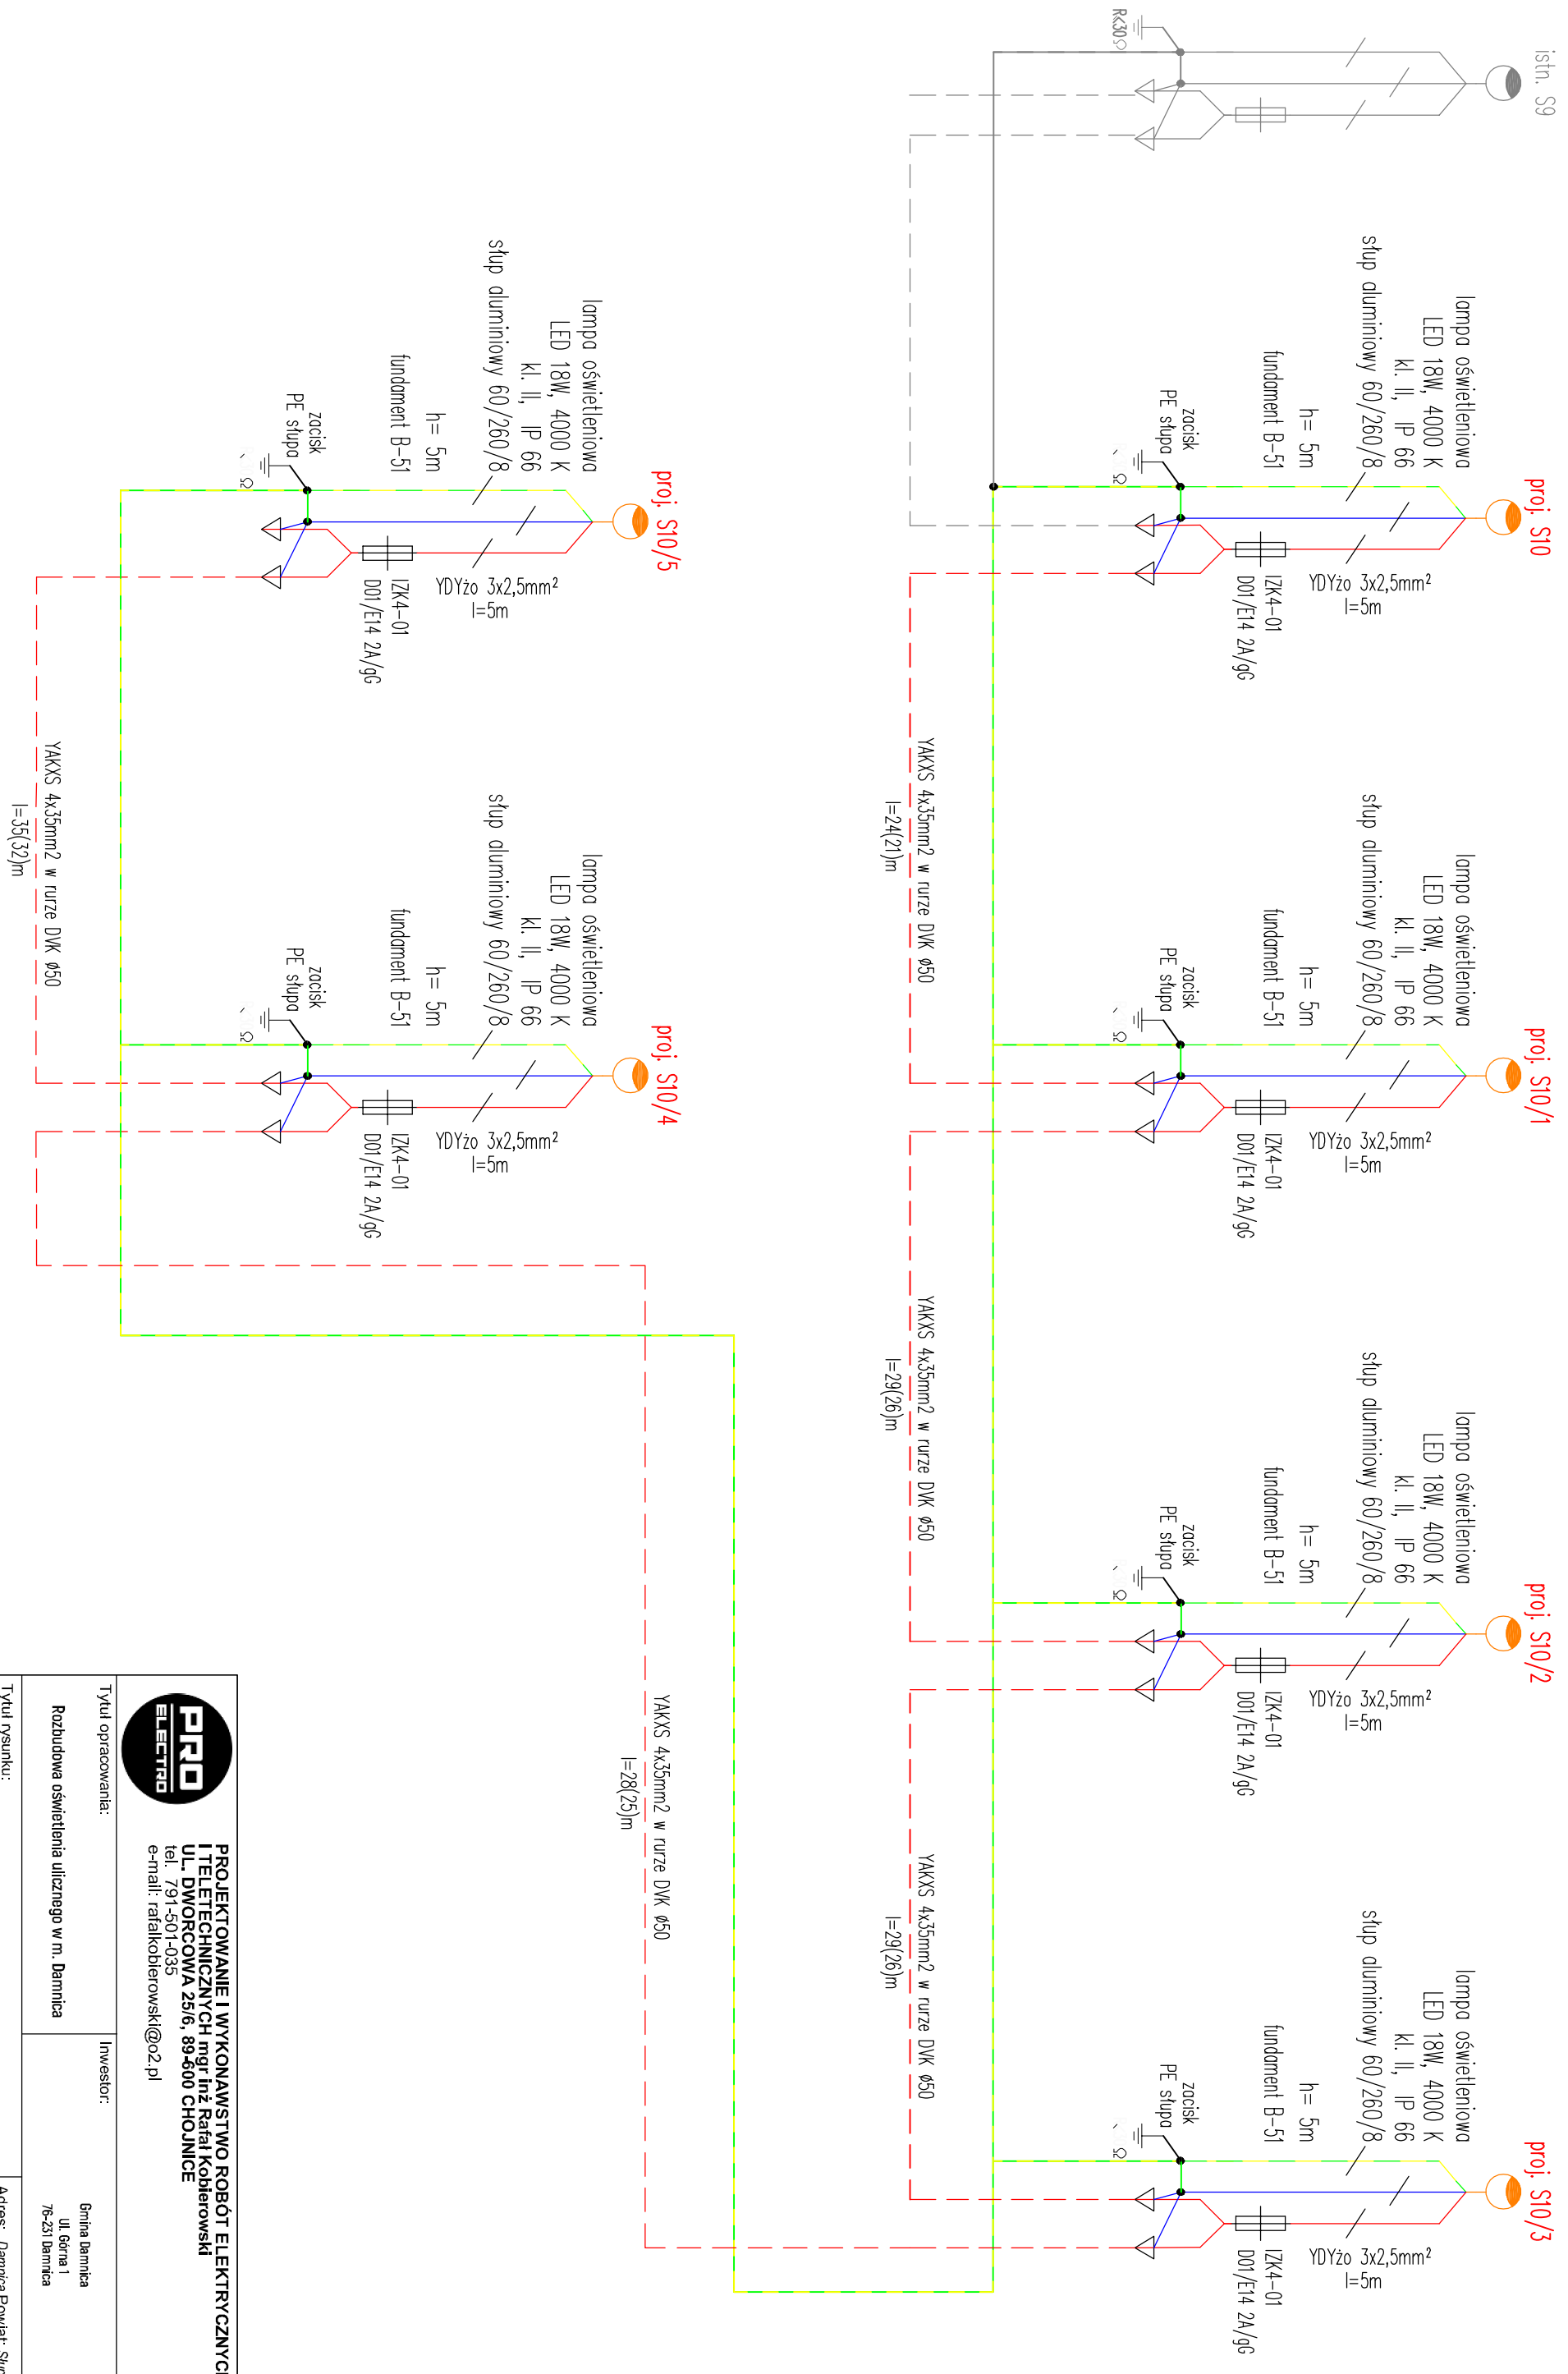 istn. S9
R<30Ω
proj. S10
lampa oświetleniowa
LED 18W, 4000 K
kl. II, IP 66
słup aluminiowy 60/260/8
h= 5m
fundament B-51
zacisk
PE słupa
Ω
YDYżo 3x2,5mm²
l=5m
IZK4-01
D01/E14 2A/gG
YAKXS 4x35mm2 w rurze DVK ø50
l=24(21)m
proj. S10/1
lampa oświetleniowa
LED 18W, 4000 K
kl. II, IP 66
słup aluminiowy 60/260/8
h= 5m
fundament B-51
zacisk
PE słupa
Ω
YDYżo 3x2,5mm²
l=5m
IZK4-01
D01/E14 2A/gG
YAKXS 4x35mm2 w rurze DVK ø50
l=29(26)m
proj. S10/2
lampa oświetleniowa
LED 18W, 4000 K
kl. II, IP 66
słup aluminiowy 60/260/8
h= 5m
fundament B-51
zacisk
PE słupa
Ω
YDYżo 3x2,5mm²
l=5m
IZK4-01
D01/E14 2A/gG
YAKXS 4x35mm2 w rurze DVK ø50
l=29(26)m
proj. S10/3
lampa oświetleniowa
LED 18W, 4000 K
kl. II, IP 66
słup aluminiowy 60/260/8
h= 5m
fundament B-51
zacisk
PE słupa
Ω
YDYżo 3x2,5mm²
l=5m
IZK4-01
D01/E14 2A/gG
YAKXS 4x35mm2 w rurze DVK ø50
l=28(25)m
proj. S10/5
lampa oświetleniowa
LED 18W, 4000 K
kl. II, IP 66
słup aluminiowy 60/260/8
h= 5m
fundament B-51
zacisk
PE słupa
Ω
YDYżo 3x2,5mm²
l=5m
IZK4-01
D01/E14 2A/gG
YAKXS 4x35mm2 w rurze DVK ø50
l=35(32)m
proj. S10/4
lampa oświetleniowa
LED 18W, 4000 K
kl. II, IP 66
słup aluminiowy 60/260/8
h= 5m
fundament B-51
zacisk
PE słupa
Ω
YDYżo 3x2,5mm²
l=5m
IZK4-01
D01/E14 2A/gG
PRO
ELECTRO
PROJEKTOWANIE I WYKONAWSTWO ROBÓT ELEKTRYCZNYCH
I TELETECHNICZNYCH mgr inż Rafał Kobierowski
UL. DWORCOWA 25/6, 89-600 CHOJNICE
tel. 791-501-035
e-mail: rafalkobierowski@o2.pl
Tytuł opracowania:
Rozbudowa oświetlenia ulicznego w m. Damnica
Inwestor:
Gmina Damnica
Ul. Górna 1
76-231 Damnica
Tytuł rysunku:
Adres: Damnica Powiat: